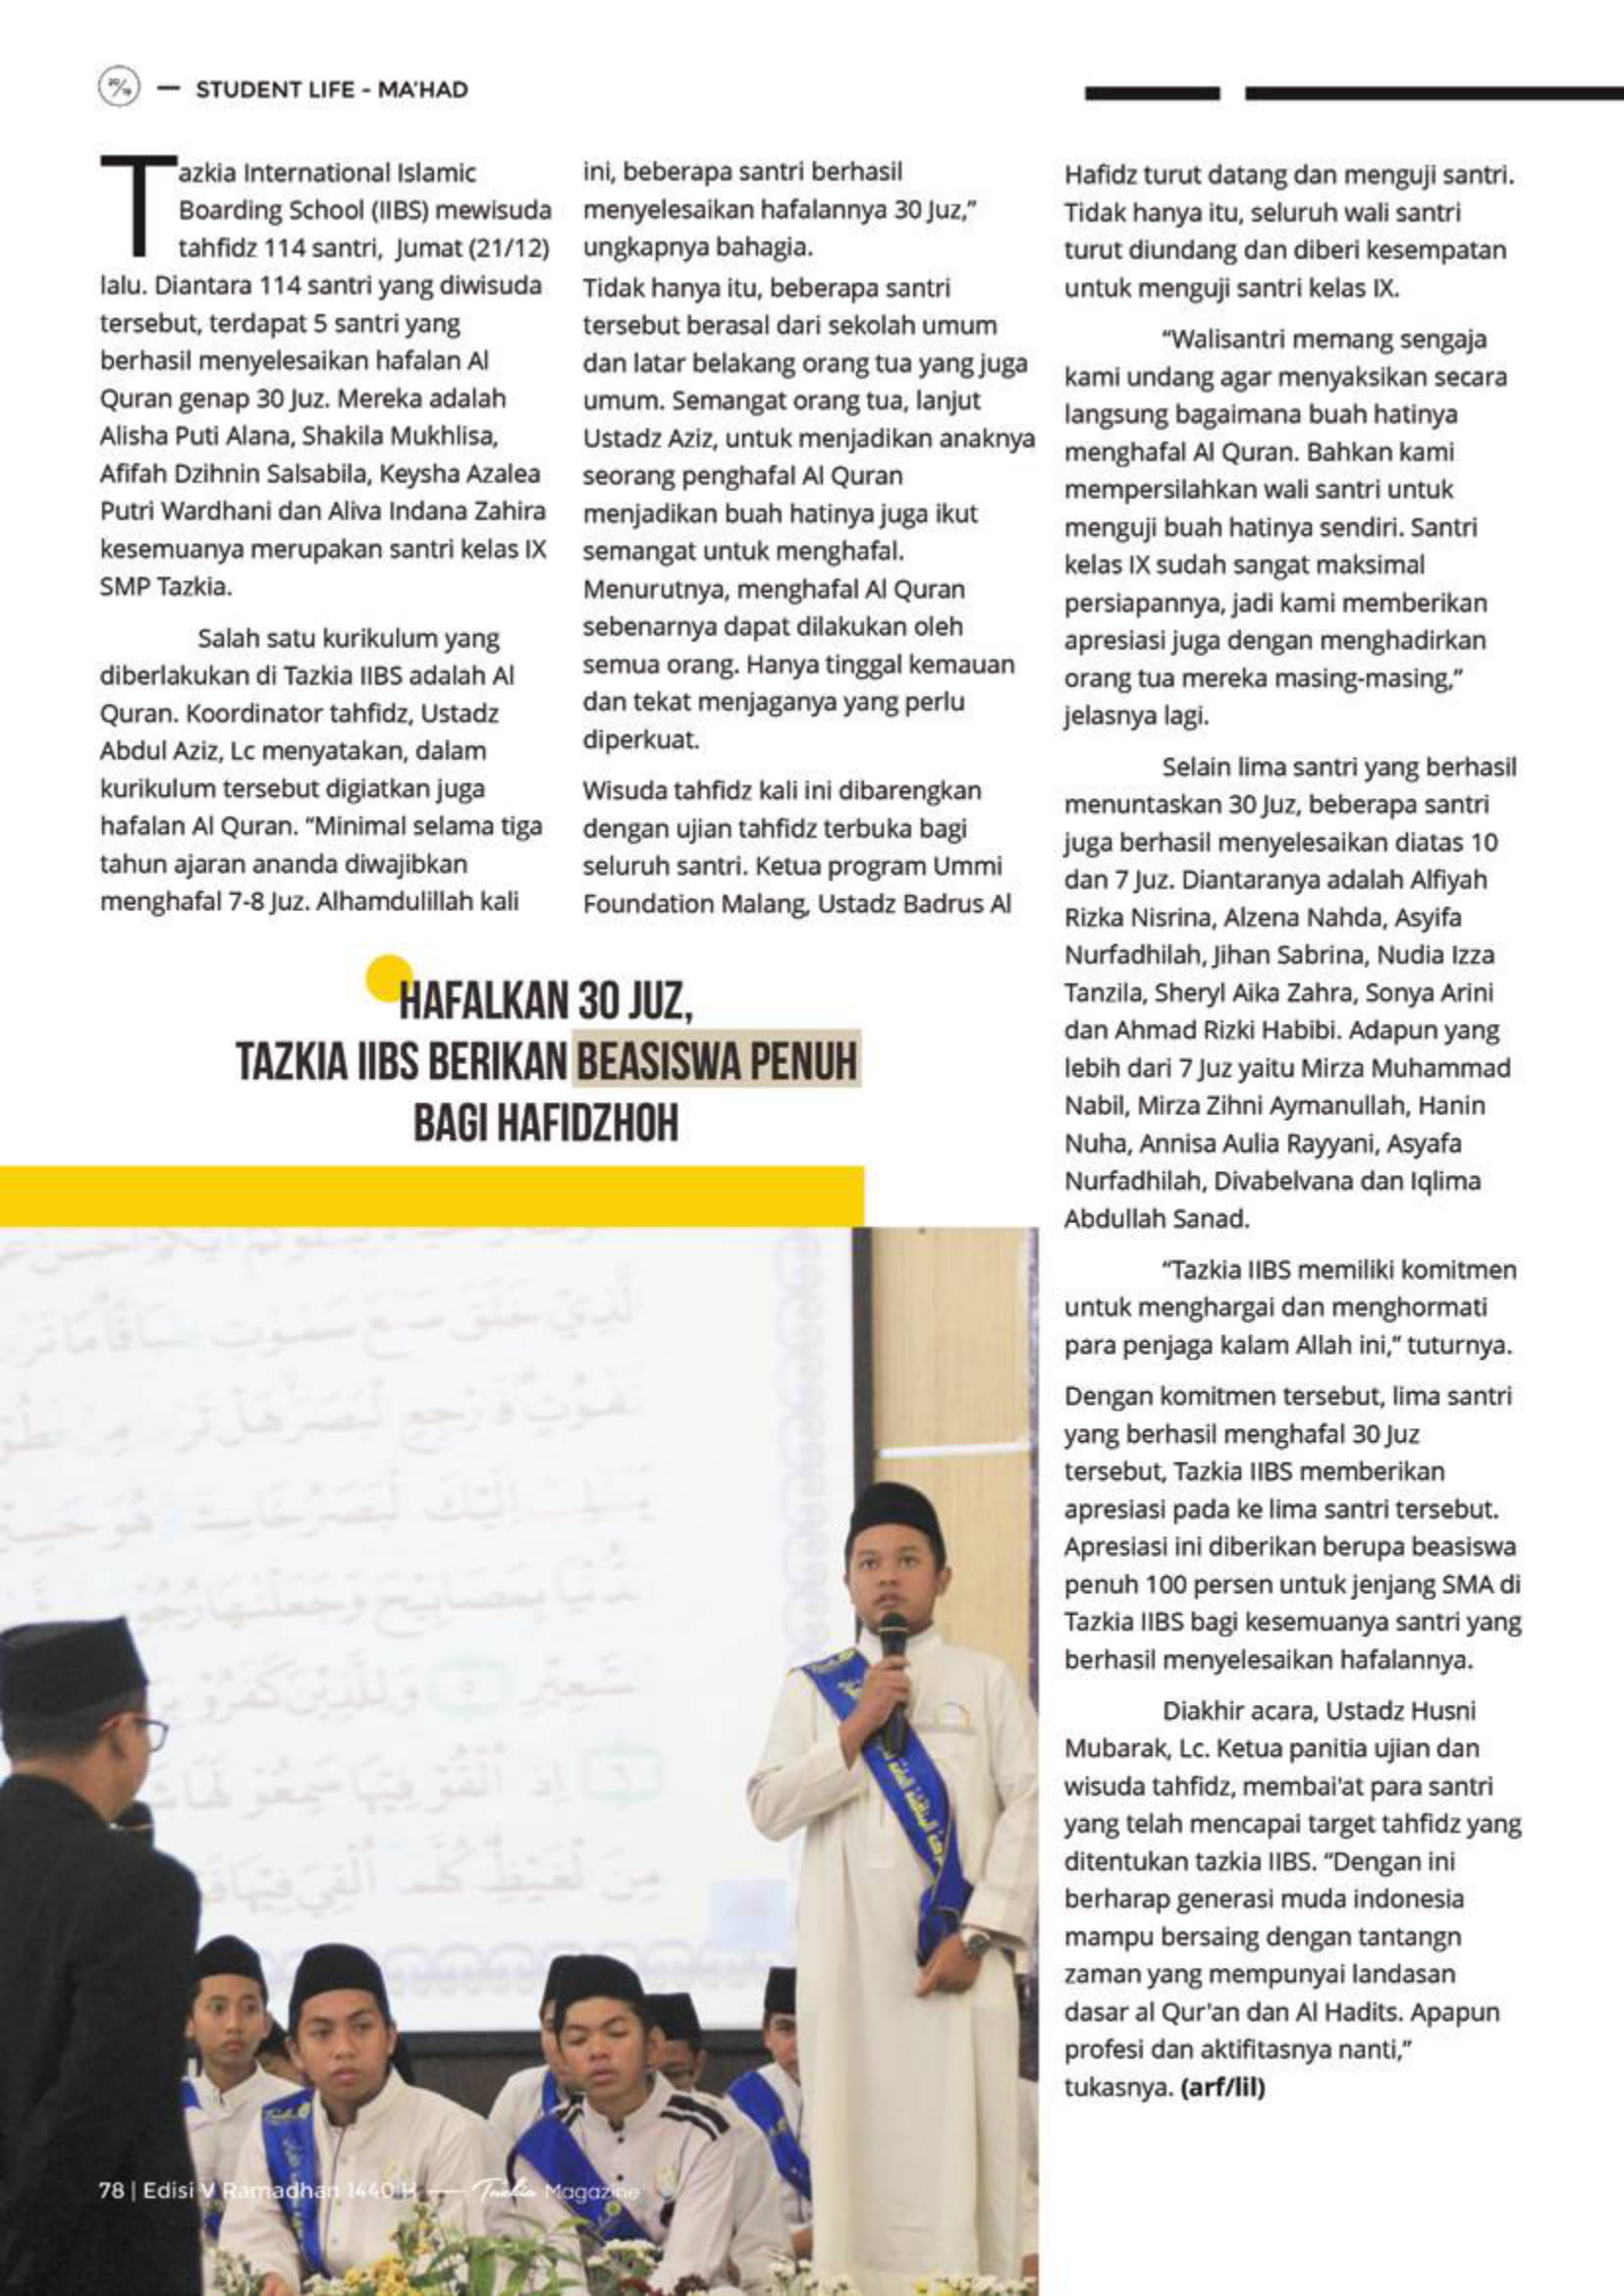 STUDENT LIFE - MA'HAD
Tazkia International Islamic
Boarding School (IIBS) mewisuda
tahfidz 114 santri, Jumat (21/12)
lalu. Diantara 114 santri yang diwisuda
tersebut, terdapat 5 santri yang
berhasil menyelesaikan hafalan Al
Quran genap 30 Juz. Mereka adalah
Alisha Puti Alana, Shakila Mukhlisa,
Afifah Dzihnin Salsabila, Keysha Azalea
Putri Wardhani dan Aliva Indana Zahira
kesemuanya merupakan santri kelas IX
SMP Tazkia.
Salah satu kurikulum yang
diberlakukan di Tazkia IIBS adalah Al
Quran. Koordinator tahfidz, Ustadz
Abdul Aziz, Lc menyatakan, dalam
kurikulum tersebut digiatkan juga
hafalan Al Quran. “Minimal selama tiga
tahun ajaran ananda diwajibkan
menghafal 7-8 Juz. Alhamdulillah kali
ini, beberapa santri berhasil
menyelesaikan hafalannya 30 Juz,”
ungkapnya bahagia.
Tidak hanya itu, beberapa santri
tersebut berasal dari sekolah umum
dan latar belakang orang tua yang juga
umum. Semangat orang tua, lanjut
Ustadz Aziz, untuk menjadikan anaknya
seorang penghafal Al Quran
menjadikan buah hatinya juga ikut
semangat untuk menghafal.
Menurutnya, menghafal Al Quran
sebenarnya dapat dilakukan oleh
semua orang. Hanya tinggal kemauan
dan tekat menjaganya yang perlu
diperkuat.
Wisuda tahfidz kali ini dibarengkan
dengan ujian tahfidz terbuka bagi
seluruh santri. Ketua program Ummi
Foundation Malang, Ustadz Badrus Al
Hafidz turut datang dan menguji santri.
Tidak hanya itu, seluruh wali santri
turut diundang dan diberi kesempatan
untuk menguji santri kelas IX.
“Walisantri memang sengaja
kami undang agar menyaksikan secara
langsung bagaimana buah hatinya
menghafal Al Quran. Bahkan kami
mempersilahkan wali santri untuk
menguji buah hatinya sendiri. Santri
kelas IX sudah sangat maksimal
persiapannya, jadi kami memberikan
apresiasi juga dengan menghadirkan
orang tua mereka masing-masing,”
jelasnya lagi.
Selain lima santri yang berhasil
menuntaskan 30 Juz, beberapa santri
juga berhasil menyelesaikan diatas 10
dan 7 Juz. Diantaranya adalah Alfiyah
Rizka Nisrina, Alzena Nahda, Asyifa
Nurfadhilah, Jihan Sabrina, Nudia Izza
Tanzila, Sheryl Aika Zahra, Sonya Arini
dan Ahmad Rizki Habibi. Adapun yang
lebih dari 7 Juz yaitu Mirza Muhammad
Nabil, Mirza Zihni Aymanullah, Hanin
Nuha, Annisa Aulia Rayyani, Asyafa
Nurfadhilah, Divabelvana dan Iqlima
Abdullah Sanad.
“Tazkia IIBS memiliki komitmen
untuk menghargai dan menghormati
para penjaga kalam Allah ini,“ tuturnya.
Dengan komitmen tersebut, lima santri
yang berhasil menghafal 30 Juz
tersebut, Tazkia IIBS memberikan
apresiasi pada ke lima santri tersebut.
Apresiasi ini diberikan berupa beasiswa
penuh 100 persen untuk jenjang SMA di
Tazkia IIBS bagi kesemuanya santri yang
berhasil menyelesaikan hafalannya.
Diakhir acara, Ustadz Husni
Mubarak, Lc. Ketua panitia ujian dan
wisuda tahfidz, membai'at para santri
yang telah mencapai target tahfidz yang
ditentukan tazkia IIBS. “Dengan ini
berharap generasi muda indonesia
mampu bersaing dengan tantangn
zaman yang mempunyai landasan
dasar al Qur'an dan Al Hadits. Apapun
profesi dan aktifitasnya nanti,”
tukasnya. (arf/lil)
HAFALKAN 30 JUZ,
TAZKIA IIBS BERIKAN BEASISWA PENUH
BAGI HAFIDZHOH
78 | Edisi V Ramadhan 1440 H — Tazkia Magazine